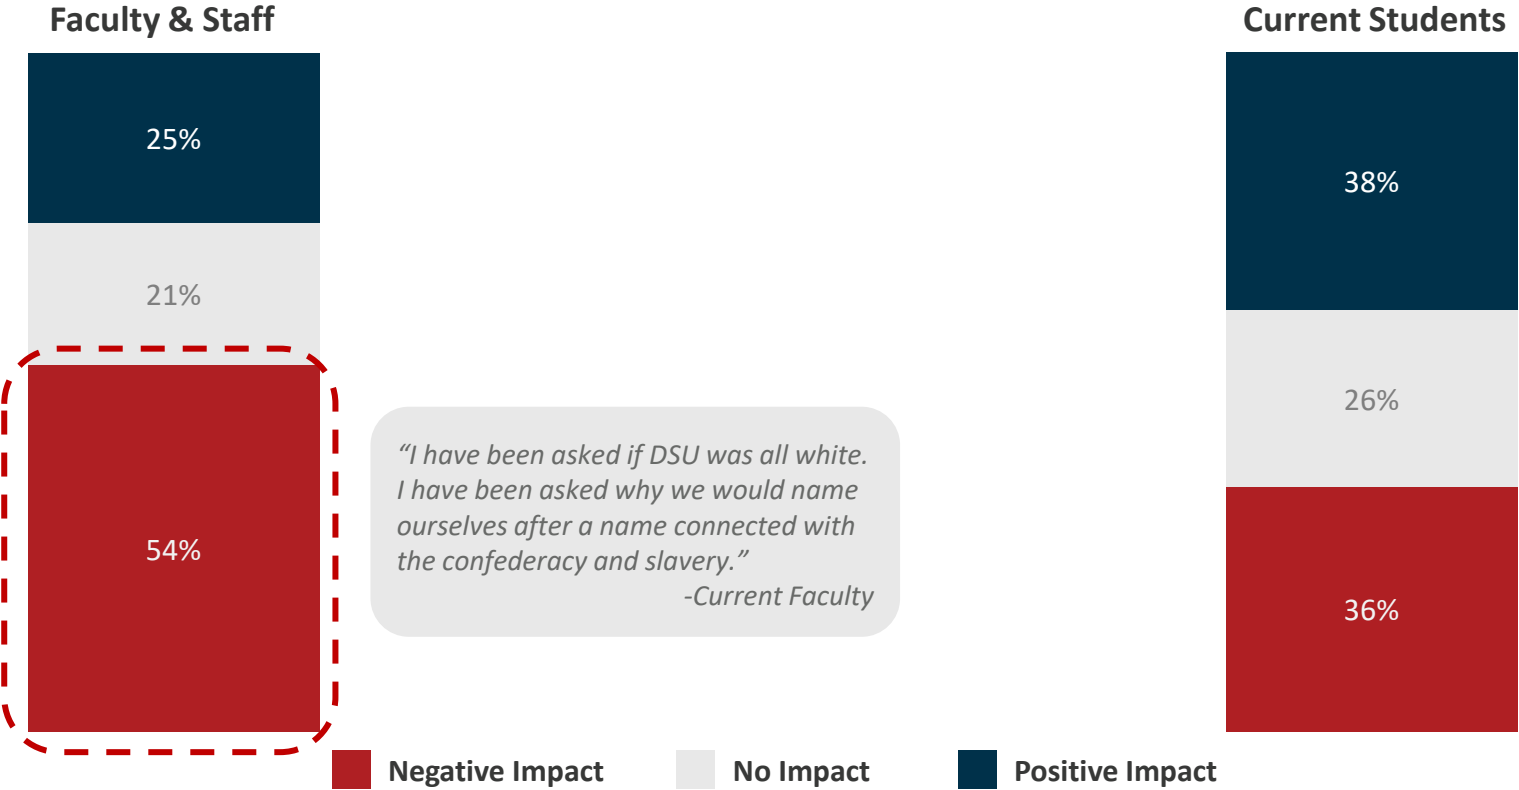 Faculty & Staff
25%
21%
54%
“I have been asked if DSU was all white.
I have been asked why we would name
ourselves after a name connected with
the confederacy and slavery.”
-Current Faculty
Current Students
38%
26%
36%
Negative Impact
No Impact
Positive Impact